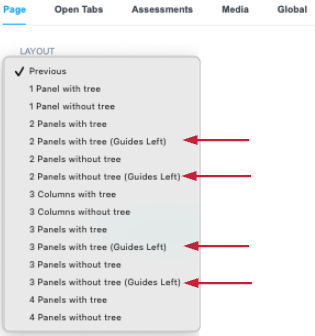 Page Open Tabs Assessments Media Global
LAYOUT
✓ Previous
1 Panel with tree
1 Panel without tree
2 Panels with tree
2 Panels with tree (Guides Left)
2 Panels without tree
2 Panels without tree (Guides Left)
3 Columns with tree
3 Columns without tree
3 Panels with tree
3 Panels with tree (Guides Left)
3 Panels without tree
3 Panels without tree (Guides Left)
4 Panels with tree
4 Panels without tree